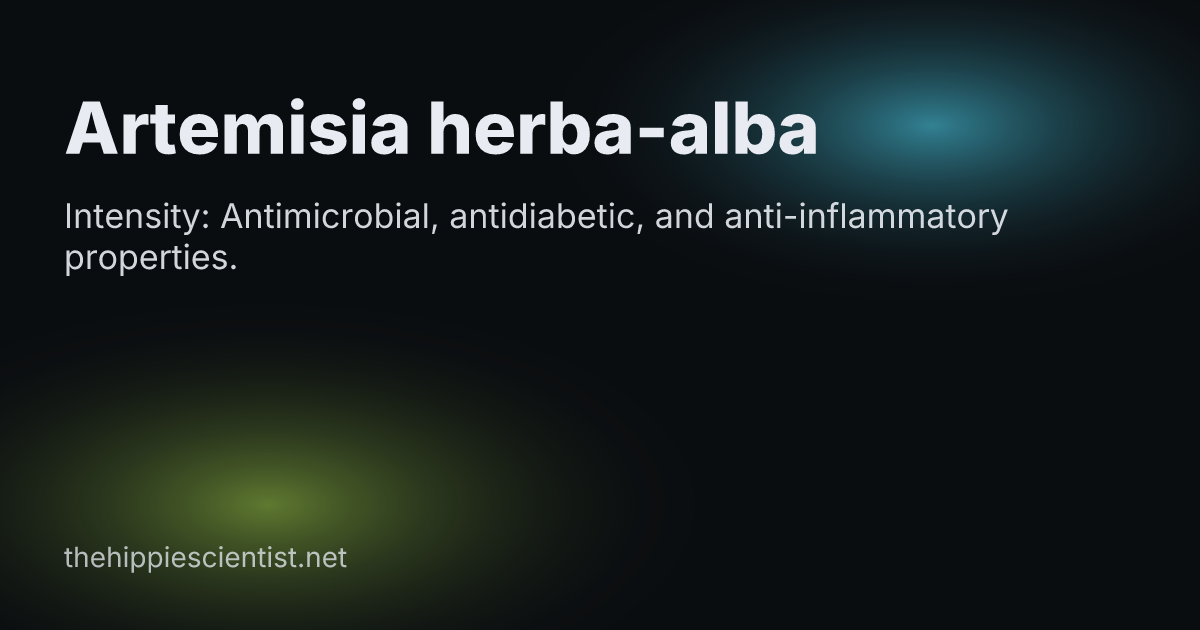 Artemisia herba-alba
Intensity: Antimicrobial, antidiabetic, and anti-inflammatory
properties.
thehippiescientist.net